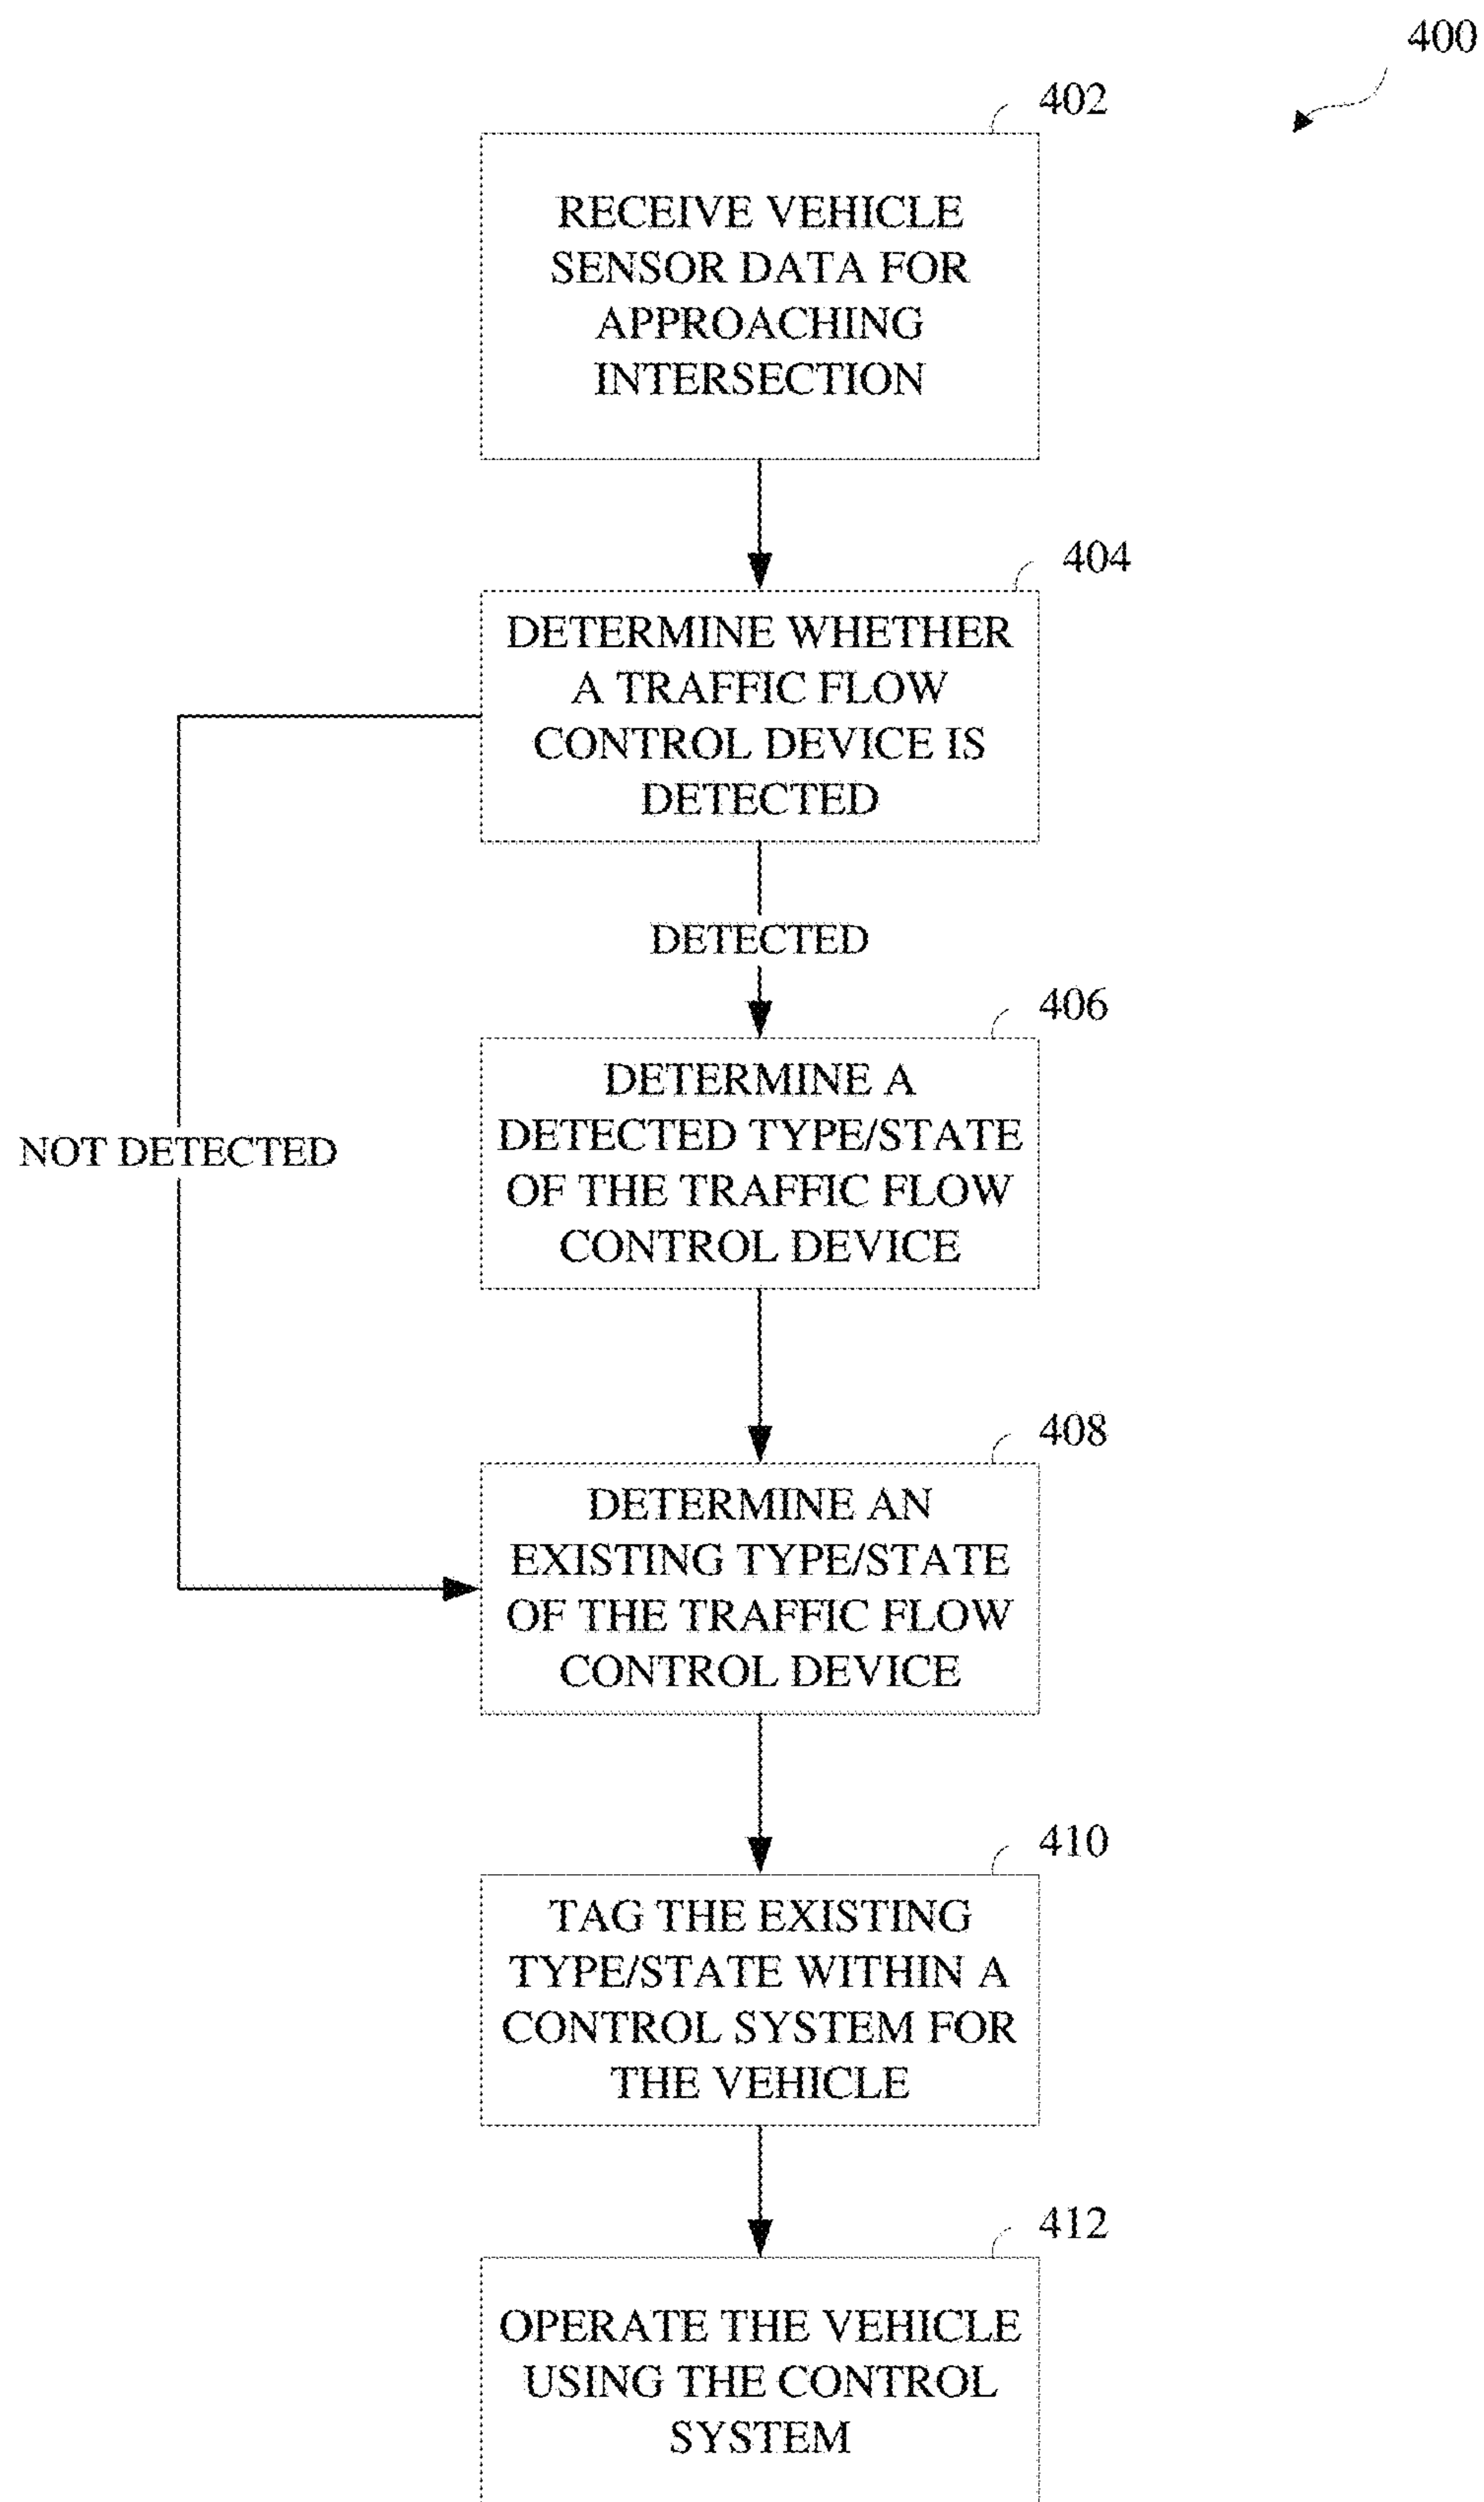 400
402
RECEIVE VEHICLE
SENSOR DATA FOR
APPROACHING
INTERSECTION
404
DETERMINE WHETHER
A TRAFFIC FLOW
CONTROL DEVICE IS
DETECTED
DETECTED
NOT DETECTED
406
DETERMINE A
DETECTED TYPE/STATE
OF THE TRAFFIC FLOW
CONTROL DEVICE
408
DETERMINE AN
EXISTING TYPE/STATE
OF THE TRAFFIC FLOW
CONTROL DEVICE
410
TAG THE EXISTING
TYPE/STATE WITHIN A
CONTROL SYSTEM FOR
THE VEHICLE
412
OPERATE THE VEHICLE
USING THE CONTROL
SYSTEM